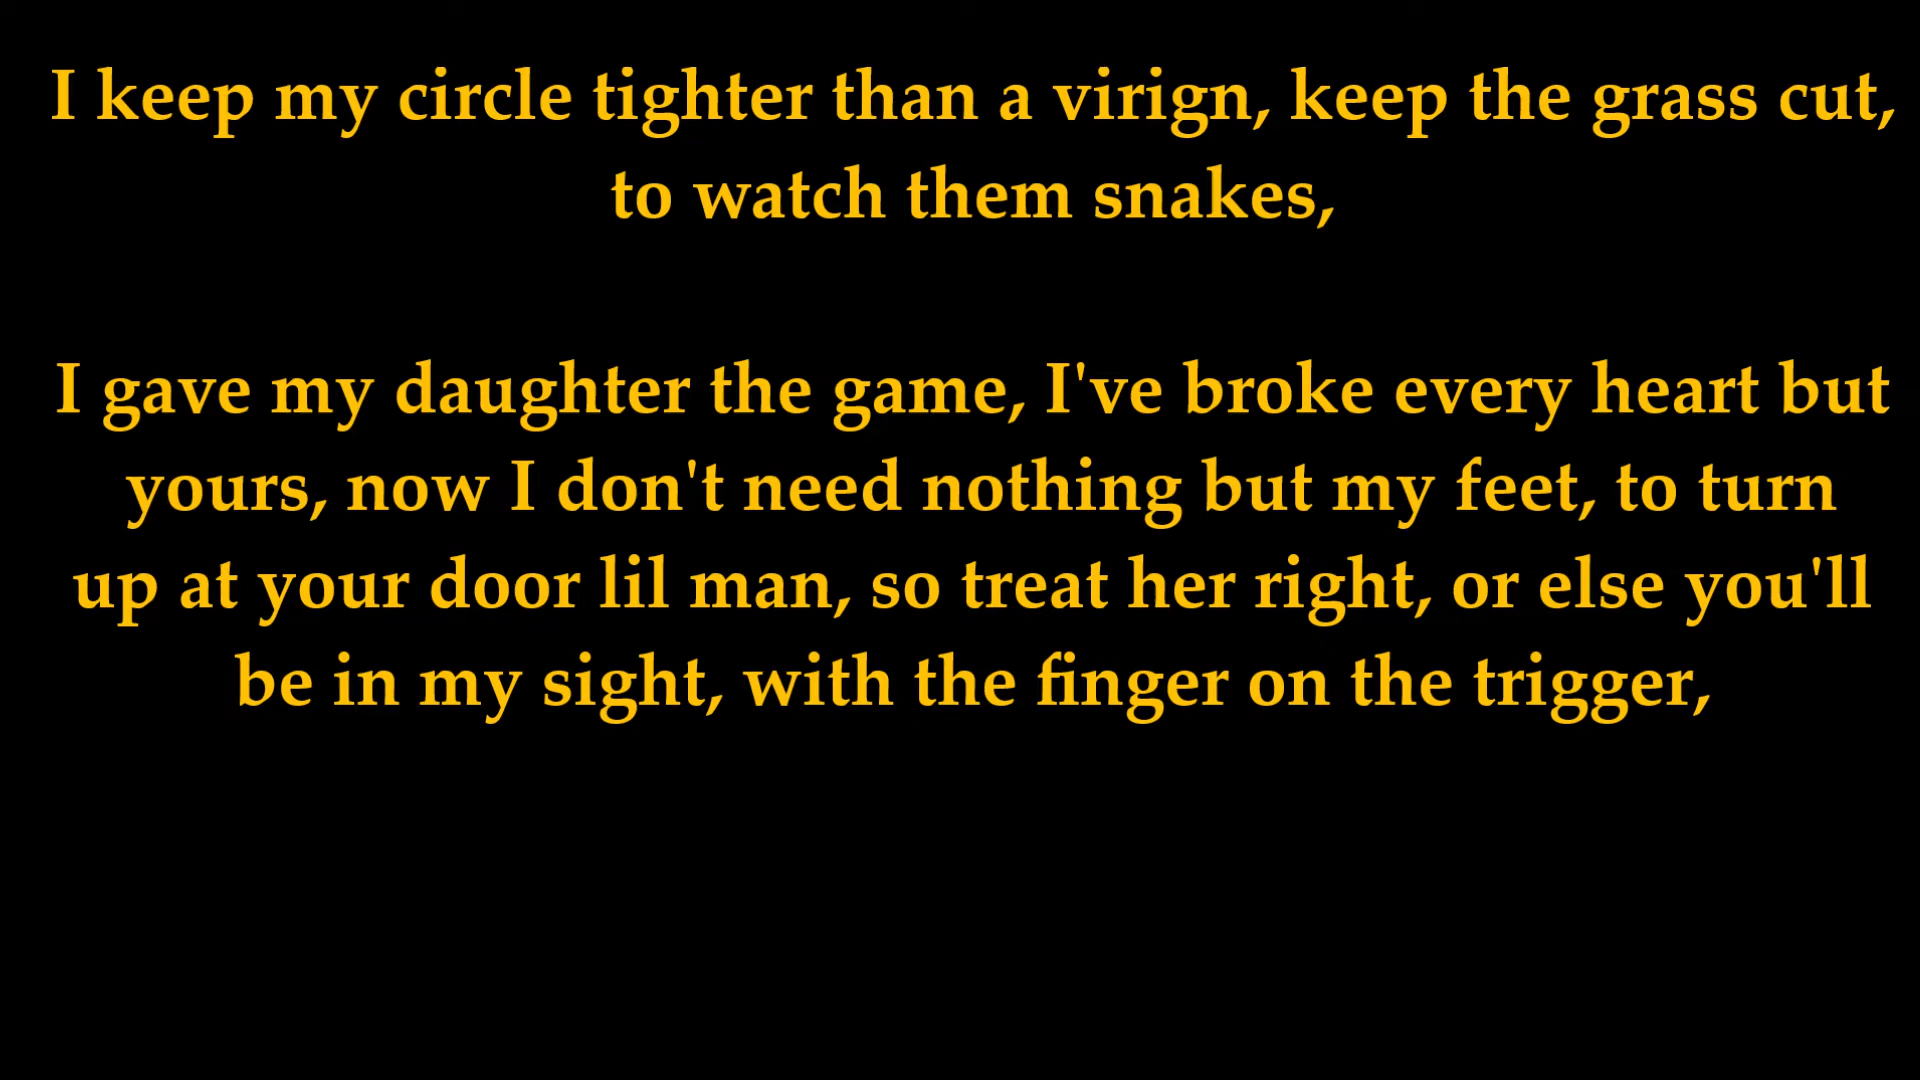 I keep my circle tighter than a virign, keep the grass cut,
to watch them snakes,
I gave my daughter the game, I've broke every heart but
yours, now I don't need nothing but my feet, to turn
up at your door lil man, so treat her right, or else you'll
be in my sight, with the finger on the trigger,